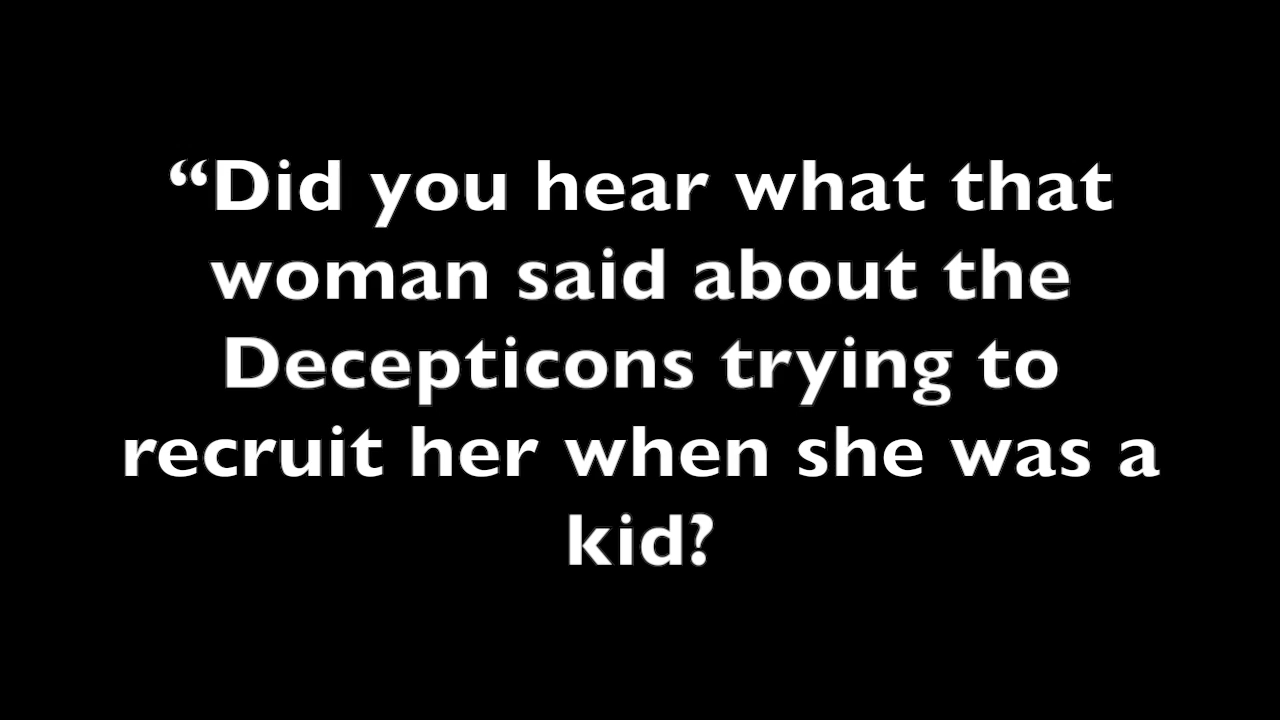 “Did you hear what that
woman said about the
Decepticons trying to
recruit her when she was a
kid?